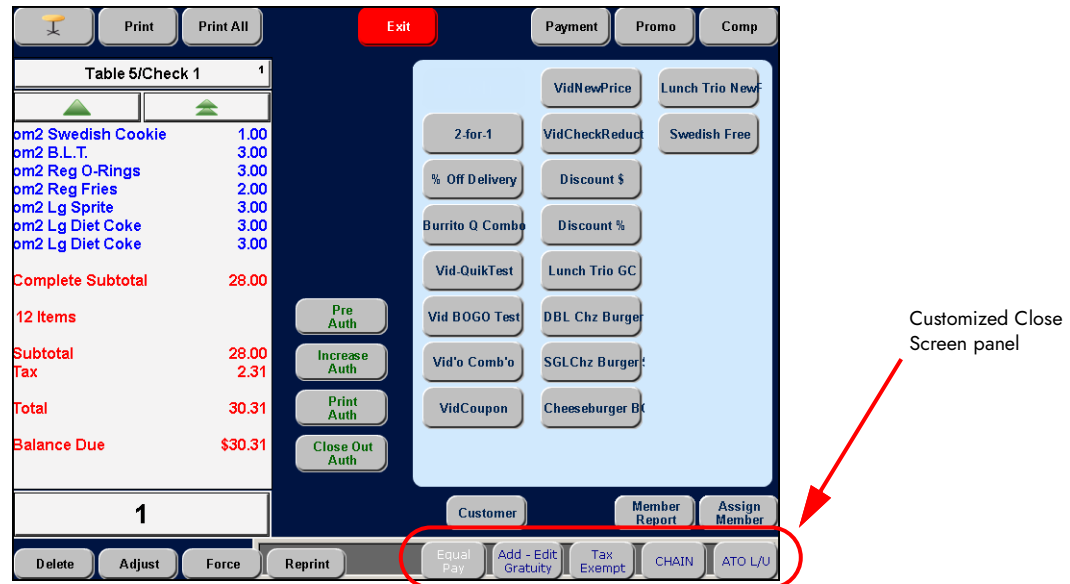 Print Print All Exit Payment Promo Comp
Table 5/Check 1 1
om2 Swedish Cookie 1.00
om2 B.L.T. 3.00
om2 Reg O-Rings 3.00
om2 Reg Fries 2.00
om2 Lg Sprite 3.00
om2 Lg Diet Coke 3.00
om2 Lg Diet Coke 3.00
Complete Subtotal 28.00
12 Items
Subtotal 28.00
Tax 2.31
Total 30.31
Balance Due $30.31
1
Pre
Auth
Increase
Auth
Print
Auth
Close Out
Auth
VidNewPrice Lunch Trio New
2-for-1 VidCheckReduct Swedish Free
% Off Delivery Discount $
Burrito Q Combo Discount %
Vid-QuikTest Lunch Trio GC
Vid BOGO Test DBL Chz Burger
Vid'o Comb'o SGLChz Burger
VidCoupon Cheeseburger B
Customer
Member
Report
Assign
Member
Delete Adjust Force Reprint
Equal
Pay
Add - Edit
Gratuity
Tax
Exempt
CHAIN
ATO L/U
Customized Close
Screen panel